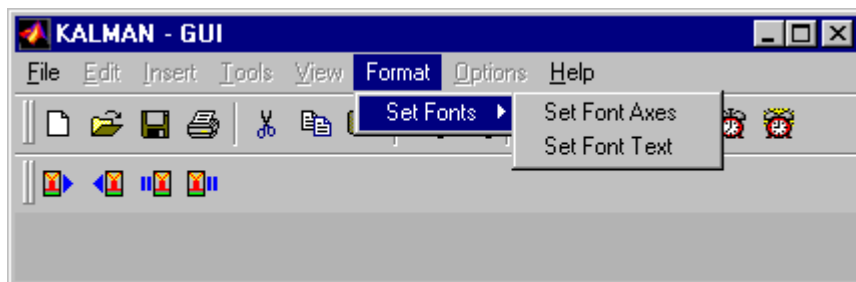 KALMAN - GUI
File Edit Insert Tools View Format Options Help
Set Fonts Set Font Axes
Set Font Text